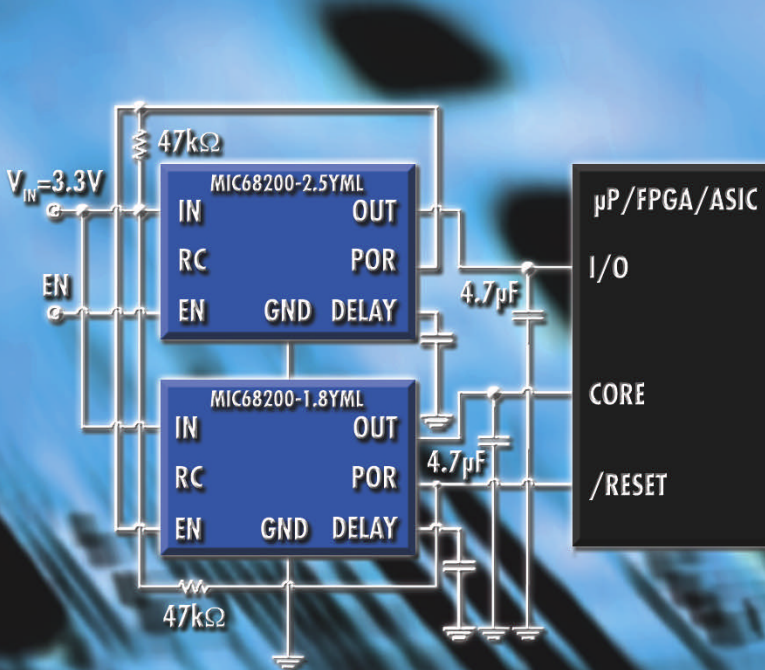 47kΩ
V_IN=3.3V
EN
MIC68200-2.5YML
IN OUT
RC POR
EN GND DELAY
4.7µF
MIC68200-1.8YML
IN OUT
RC POR
EN GND DELAY
4.7µF
47kΩ
µP/FPGA/ASIC
I/O
CORE
/RESET